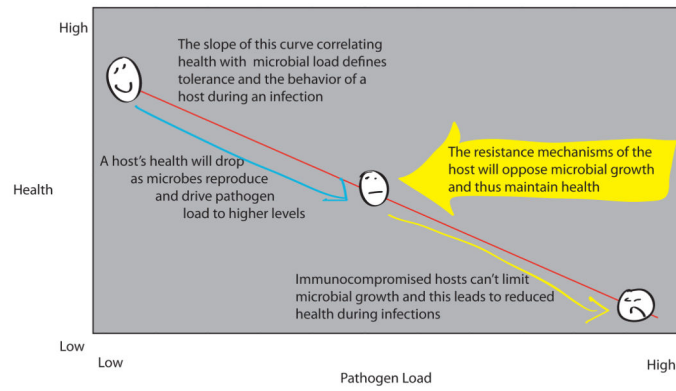 High
The slope of this curve correlating
health with microbial load defines
tolerance and the behavior of a
host during an infection
A host's health will drop
as microbes reproduce
and drive pathogen
load to higher levels
The resistance mechanisms of the
host will oppose microbial growth
and thus maintain health
Health
Immunocompromised hosts can't limit
microbial growth and this leads to reduced
health during infections
Low
Low
High
Pathogen Load